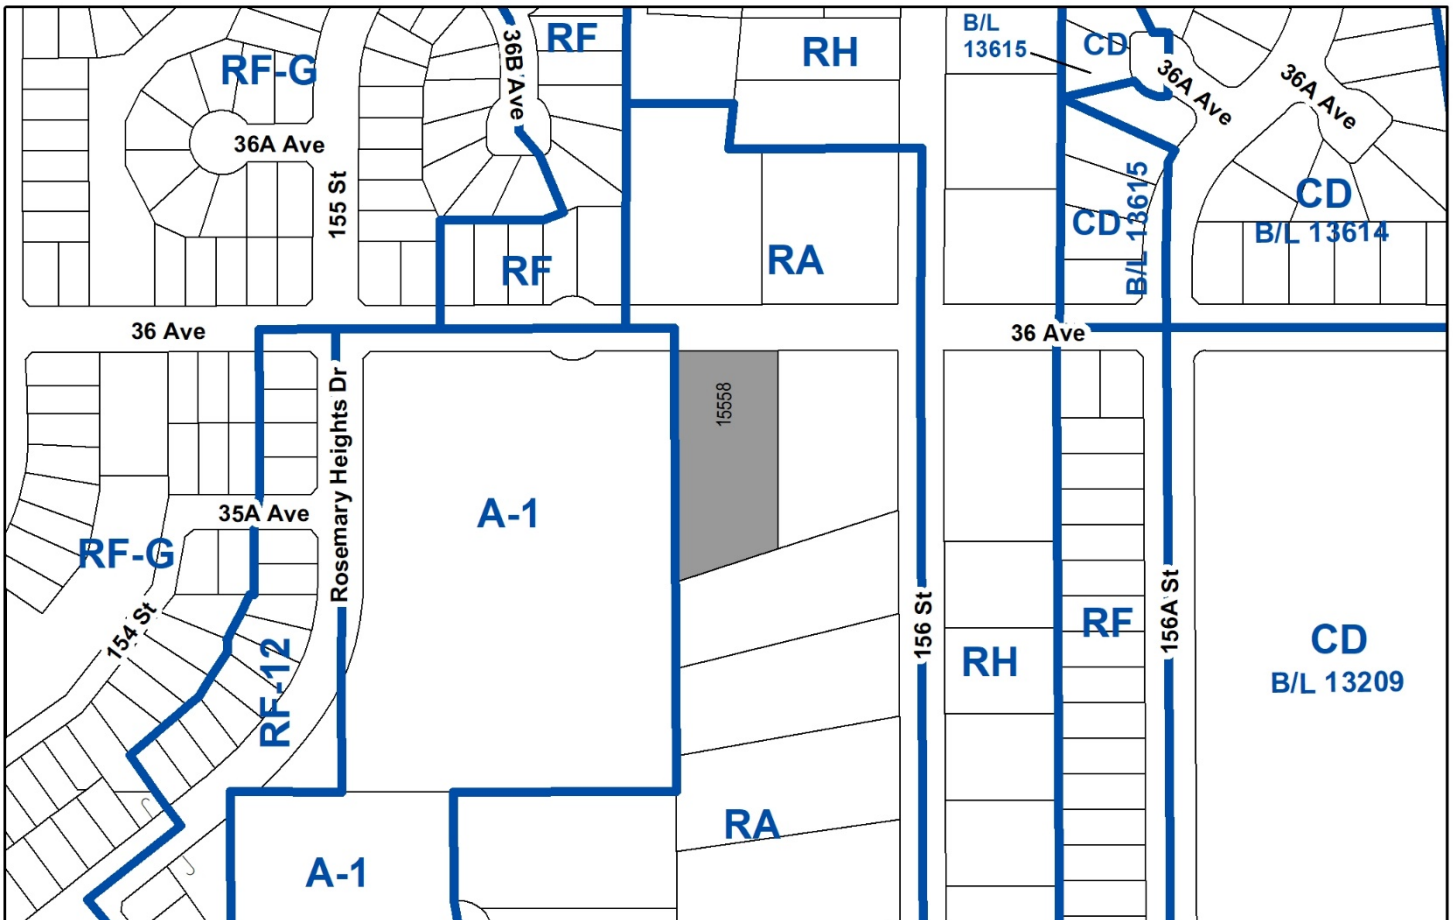 RF
B/L
13615
CD
RH
RF-G
36B Ave
36A Ave
36A Ave
36A Ave
155 St
CD
B/L 13615
CD
B/L 13614
RF
RA
36 Ave
36 Ave
Rosemary Heights Dr
15558
A-1
35A Ave
RF-G
154 St
RF-12
156 St
RH
RF
156A St
CD
B/L 13209
RA
A-1